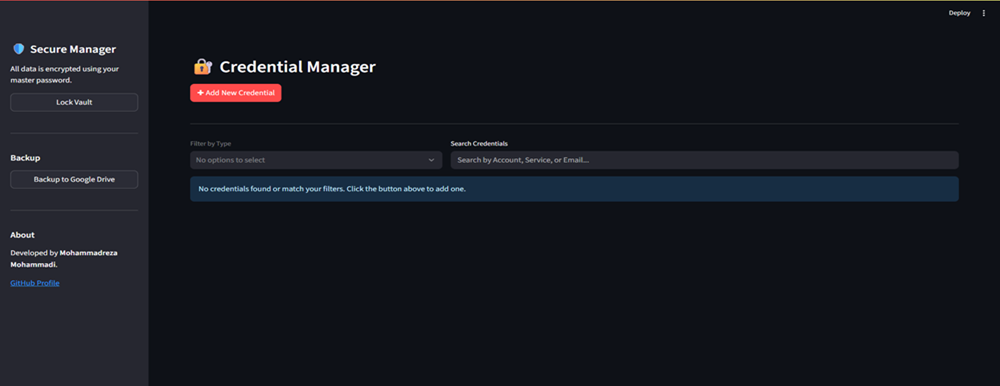 Deploy
Secure Manager
All data is encrypted using your
master password.
Lock Vault
Backup
Backup to Google Drive
About
Developed by Mohammadreza
Mohammadi.
GitHub Profile
Credential Manager
+ Add New Credential
Filter by Type
No options to select
Search Credentials
Search by Account, Service, or Email...
No credentials found or match your filters. Click the button above to add one.